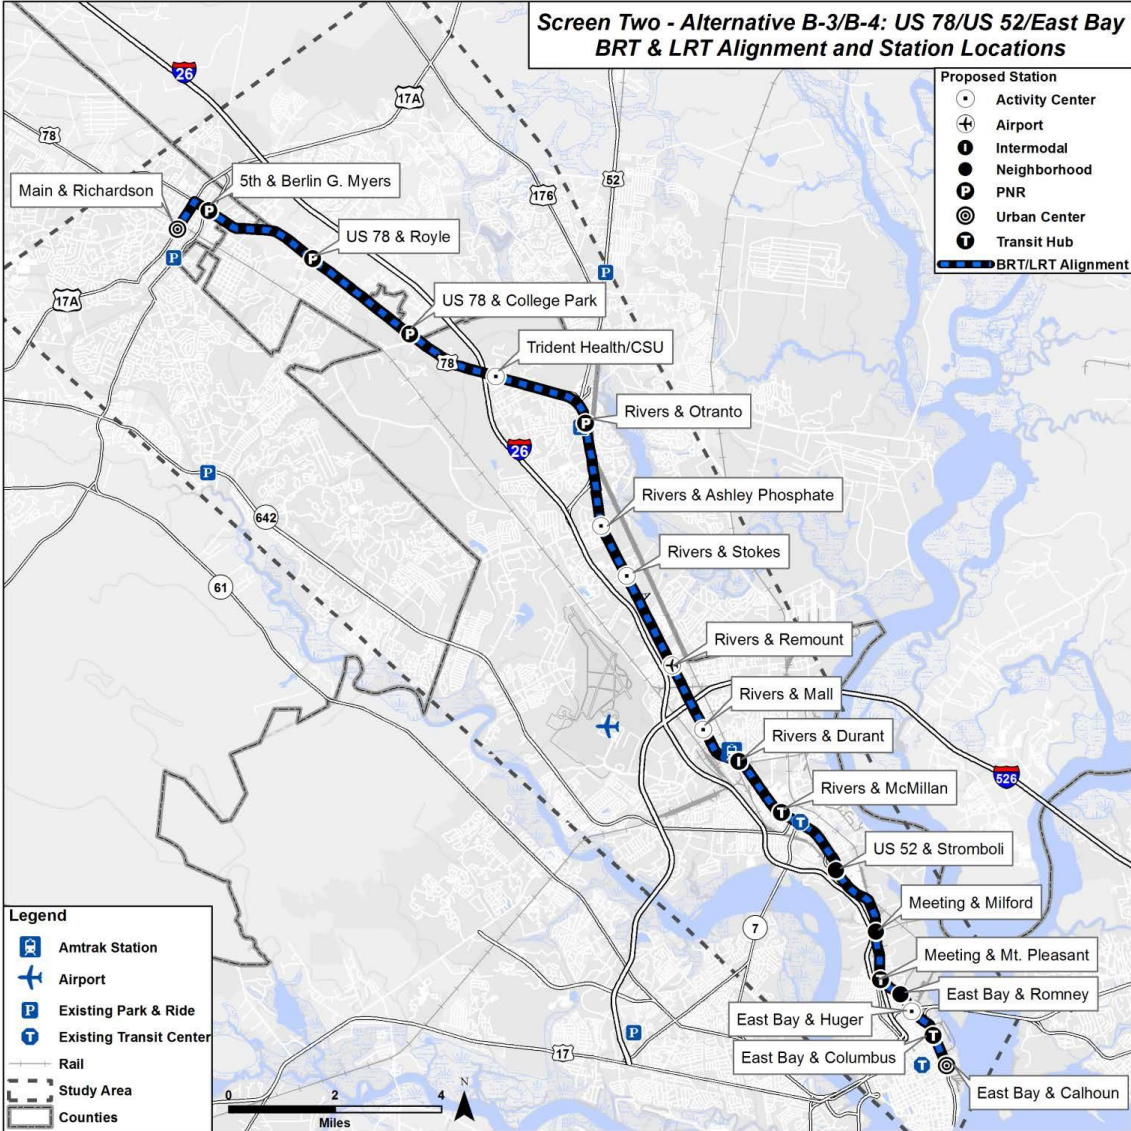 Screen Two - Alternative B-3/B-4: US 78/US 52/East Bay
BRT & LRT Alignment and Station Locations
Proposed Station
Activity Center
Airport
Intermodal
Neighborhood
P PNR
Urban Center
T Transit Hub
BRT/LRT Alignment
26
17A
78
52
176
5th & Berlin G. Myers
Main & Richardson
P
US 78 & Royle
P
P
P
17A
US 78 & College Park
P
Trident Health/CSU
78
Rivers & Otranto
P
26
P
Rivers & Ashley Phosphate
642
Rivers & Stokes
61
Rivers & Remount
Rivers & Mall
Rivers & Durant
I
526
Rivers & McMillan
T
T
US 52 & Stromboli
Meeting & Milford
7
Meeting & Mt. Pleasant
T
East Bay & Romney
East Bay & Huger
P
T
East Bay & Columbus
17
T
East Bay & Calhoun
Legend
Amtrak Station
Airport
P Existing Park & Ride
T Existing Transit Center
Rail
Study Area
Counties
0 2 4
Miles
N